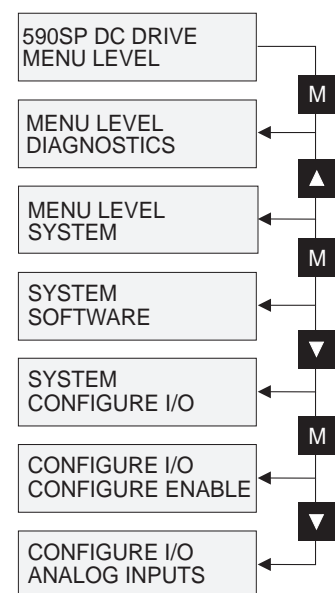 590SP DC DRIVE
MENU LEVEL
M
MENU LEVEL
DIAGNOSTICS
MENU LEVEL
SYSTEM
M
SYSTEM
SOFTWARE
SYSTEM
CONFIGURE I/O
M
CONFIGURE I/O
CONFIGURE ENABLE
CONFIGURE I/O
ANALOG INPUTS